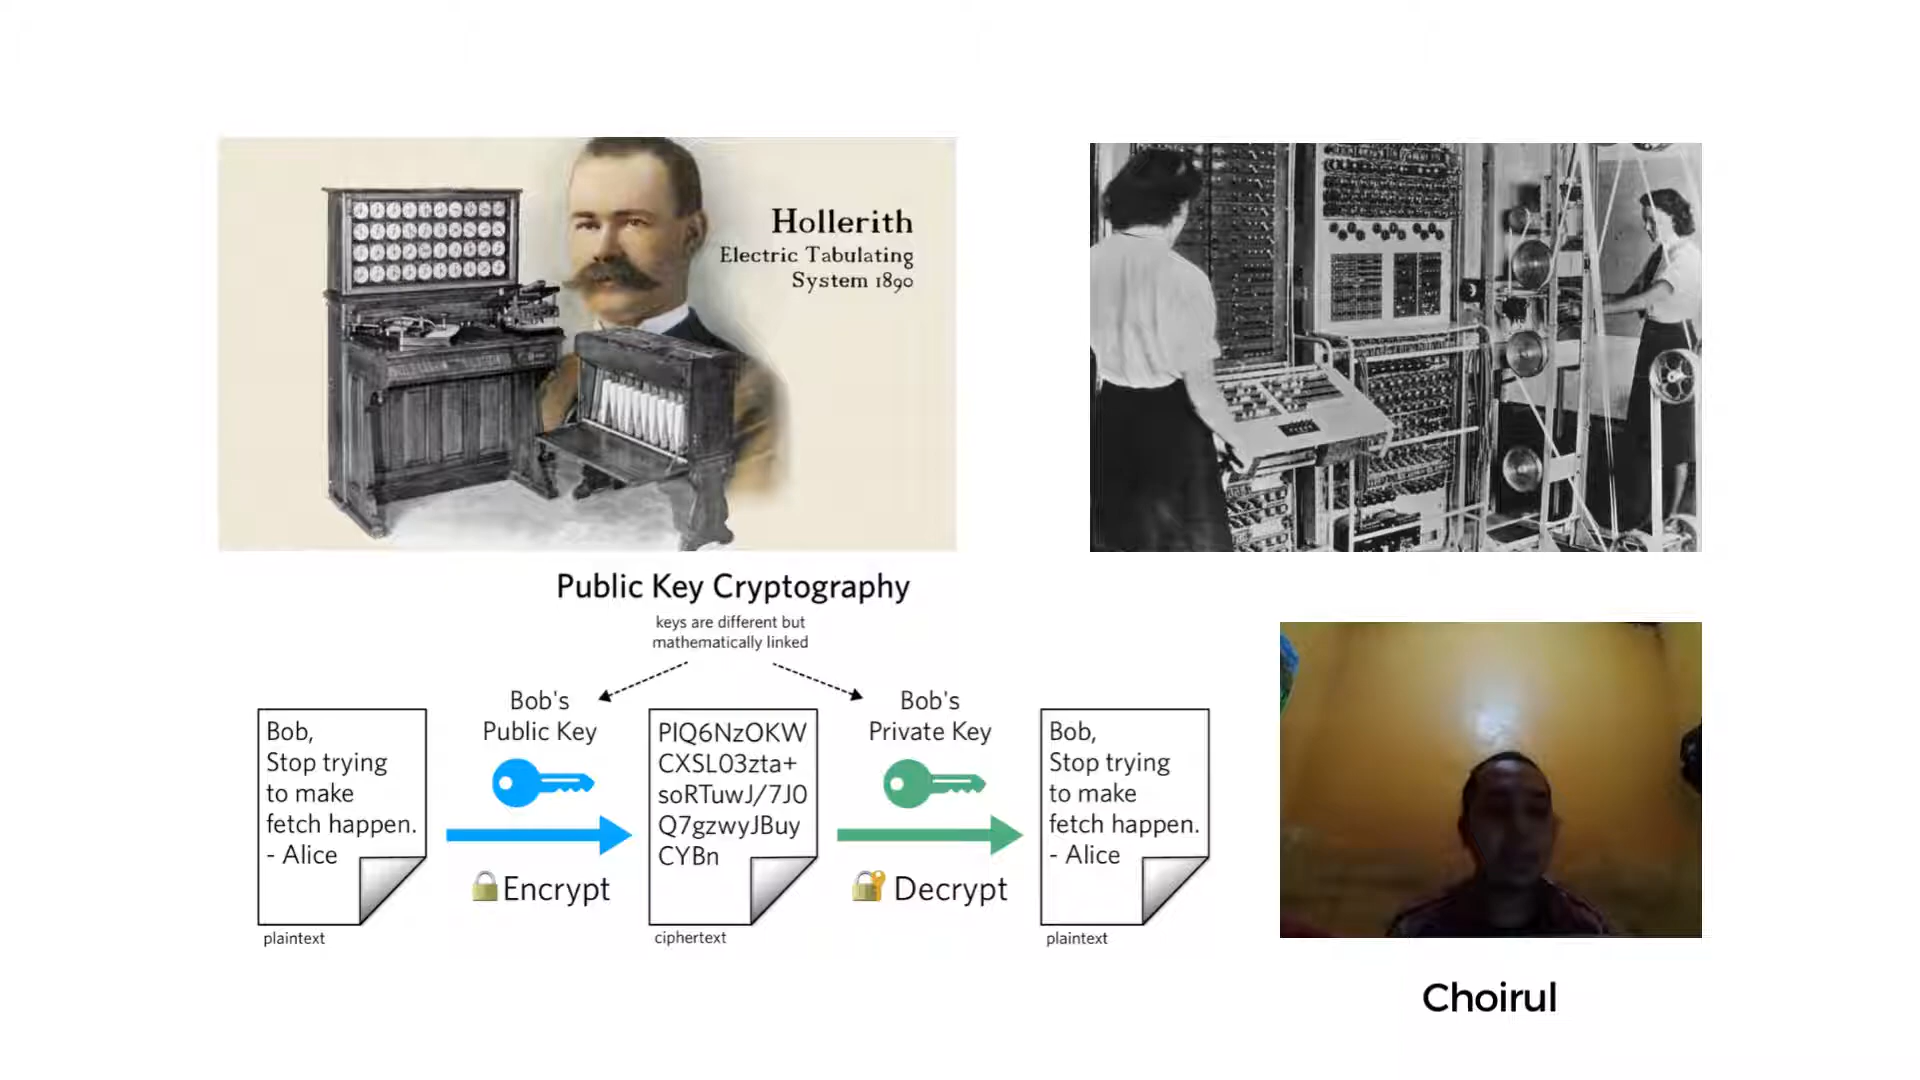 Hollerith
Electric Tabulating
System 1890
Public Key Cryptography
keys are different but
mathematically linked
Bob's
Public Key
Bob's
Private Key
Bob,
Stop trying
to make
fetch happen.
- Alice
PIQ6NzOKW
CXSL03zta+
soRTuwJ/7J0
Q7gzwyJBuy
CYBn
Bob,
Stop trying
to make
fetch happen.
- Alice
Encrypt
Decrypt
plaintext
ciphertext
plaintext
Choirul